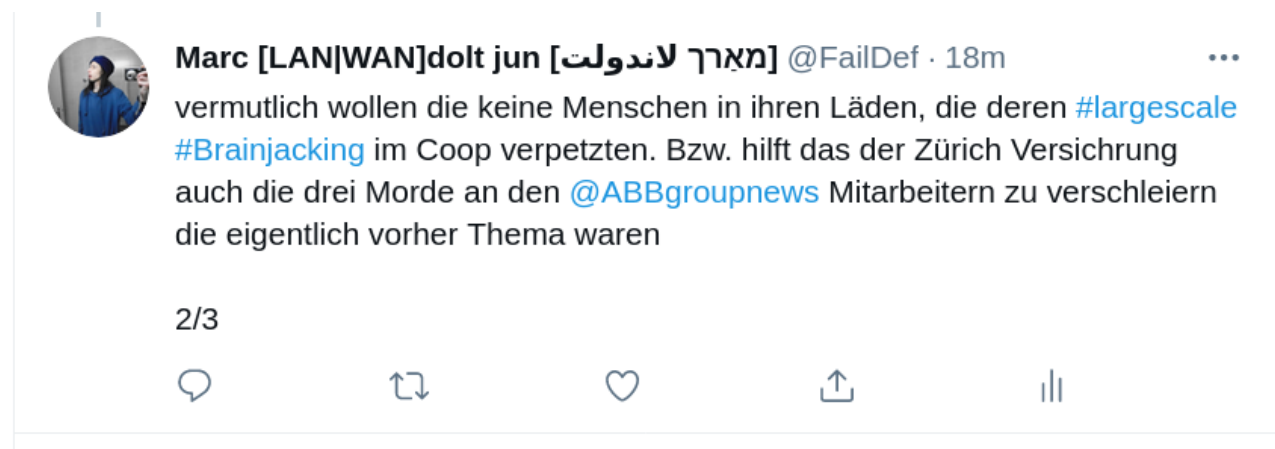 Marc [LAN|WAN]dolt jun [מאַרך لاندولت] @FailDef · 18m
vermutlich wollen die keine Menschen in ihren Läden, die deren #largescale
#Brainjacking im Coop verpetzten. Bzw. hilft das der Zürich Versichrung
auch die drei Morde an den @ABBgroupnews Mitarbeitern zu verschleiern
die eigentlich vorher Thema waren
2/3